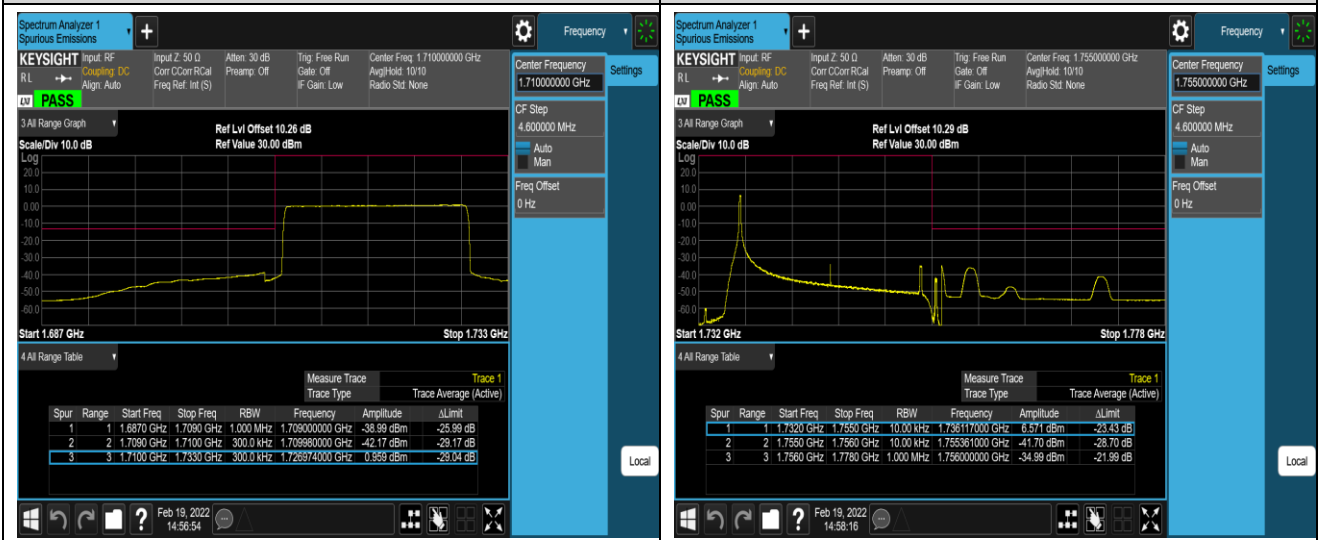 Spectrum Analyzer 1
Spurious Emissions
+
Frequency
KEYSIGHT Input: RF Input Z: 50 Ω Atten: 30 dB Trig: Free Run Center Freq: 1.710000000 GHz
RL Coupling: DC Corr CCorr RCal Preamp: Off Gate: Off Avg|Hold: 10/10
Align: Auto Freq Ref: Int (S) IF Gain: Low Radio Std: None
LXI PASS
3 All Range Graph
Ref Lvl Offset 10.26 dB
Scale/Div 10.0 dB Ref Value 30.00 dBm
Log
20.0
10.0
0.00
-10.0
-20.0
-30.0
-40.0
-50.0
-60.0
Start 1.687 GHz Stop 1.733 GHz
4 All Range Table
Measure Trace Trace 1
Trace Type Trace Average (Active)
Spur Range Start Freq Stop Freq RBW Frequency Amplitude ΔLimit
1 1 1.6870 GHz 1.7090 GHz 1.000 MHz 1.709000000 GHz -38.99 dBm -25.99 dB
2 2 1.7090 GHz 1.7100 GHz 300.0 kHz 1.709980000 GHz -42.17 dBm -29.17 dB
3 3 1.7100 GHz 1.7330 GHz 300.0 kHz 1.726974000 GHz 0.959 dBm -29.04 dB
Center Frequency
1.710000000 GHz
Settings
CF Step
4.600000 MHz
Auto
Man
Freq Offset
0 Hz
Local
?
Feb 19, 2022
14:56:54
Spectrum Analyzer 1
Spurious Emissions
+
Frequency
KEYSIGHT Input: RF Input Z: 50 Ω Atten: 30 dB Trig: Free Run Center Freq: 1.755000000 GHz
RL Coupling: DC Corr CCorr RCal Preamp: Off Gate: Off Avg|Hold: 10/10
Align: Auto Freq Ref: Int (S) IF Gain: Low Radio Std: None
LXI PASS
3 All Range Graph
Ref Lvl Offset 10.29 dB
Scale/Div 10.0 dB Ref Value 30.00 dBm
Log
20.0
10.0
0.00
-10.0
-20.0
-30.0
-40.0
-50.0
-60.0
Start 1.732 GHz Stop 1.778 GHz
4 All Range Table
Measure Trace Trace 1
Trace Type Trace Average (Active)
Spur Range Start Freq Stop Freq RBW Frequency Amplitude ΔLimit
1 1 1.7320 GHz 1.7550 GHz 10.00 kHz 1.736117000 GHz 6.571 dBm -23.43 dB
2 2 1.7550 GHz 1.7560 GHz 10.00 kHz 1.755361000 GHz -41.70 dBm -28.70 dB
3 3 1.7560 GHz 1.7780 GHz 1.000 MHz 1.756000000 GHz -34.99 dBm -21.99 dB
Center Frequency
1.755000000 GHz
Settings
CF Step
4.600000 MHz
Auto
Man
Freq Offset
0 Hz
Local
?
Feb 19, 2022
14:58:16